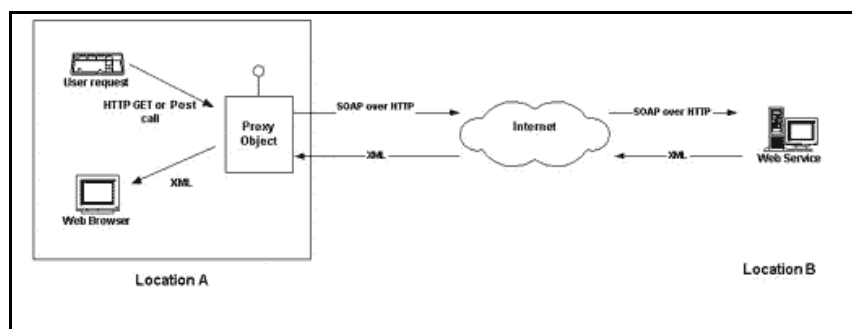 User request
HTTP GET or Post
call
Proxy
Object
SOAP over HTTP
Internet
SOAP over HTTP
XML
XML
XML
Web Service
Web Browser
Location A
Location B